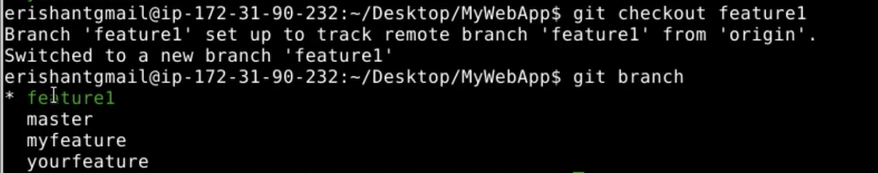 erishantgmail@ip-172-31-90-232:~/Desktop/MyWebApp$ git checkout feature1
Branch 'feature1' set up to track remote branch 'feature1' from 'origin'.
Switched to a new branch 'feature1'
erishantgmail@ip-172-31-90-232:~/Desktop/MyWebApp$ git branch
* feature1
  master
  myfeature
  yourfeature